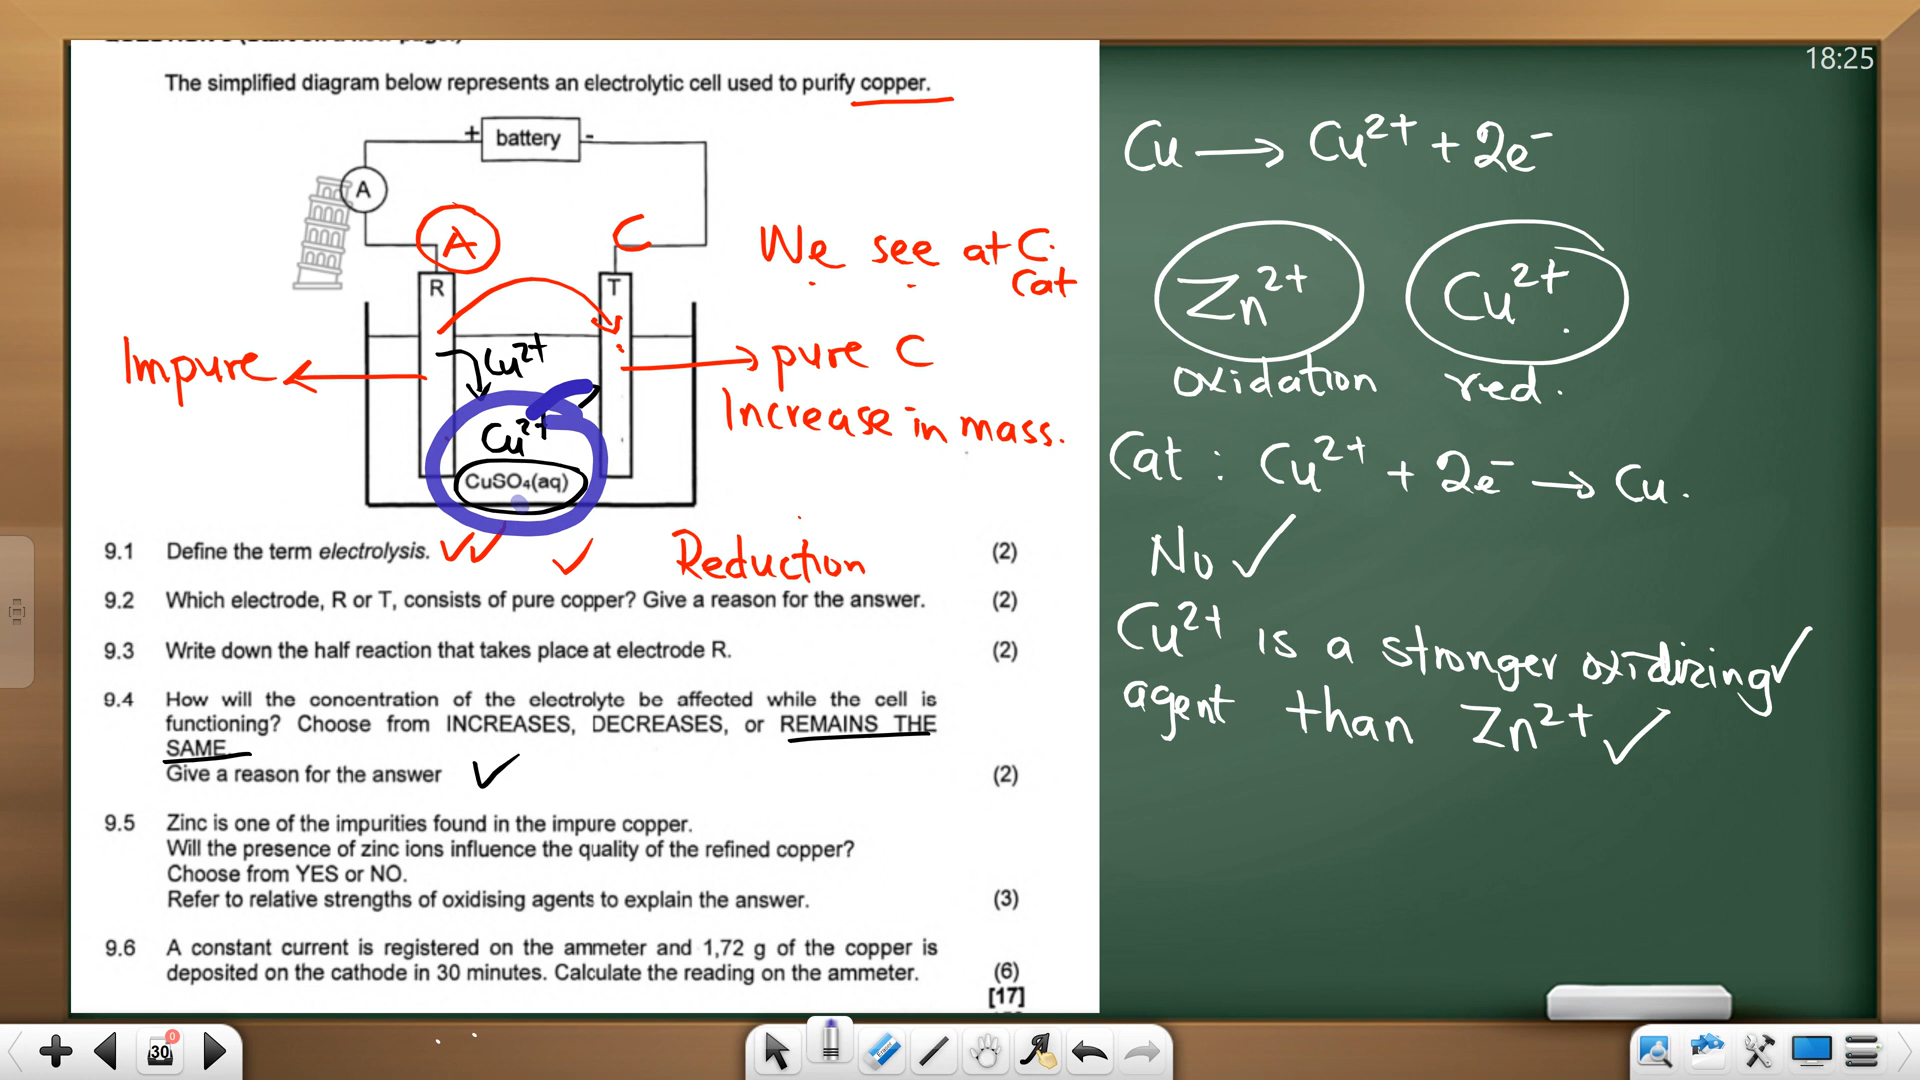 The simplified diagram below represents an electrolytic cell used to purify copper.
+ battery -
A
A
C
R
T
We see at C.
Cat
Impure
Cu²⁺
pure C
Increase in mass.
Cu²⁺
CuSO₄(aq)
Reduction
9.1 Define the term electrolysis. (2)
9.2 Which electrode, R or T, consists of pure copper? Give a reason for the answer. (2)
9.3 Write down the half reaction that takes place at electrode R. (2)
9.4 How will the concentration of the electrolyte be affected while the cell is
functioning? Choose from INCREASES, DECREASES, or REMAINS THE
SAME.
Give a reason for the answer (2)
9.5 Zinc is one of the impurities found in the impure copper.
Will the presence of zinc ions influence the quality of the refined copper?
Choose from YES or NO.
Refer to relative strengths of oxidising agents to explain the answer. (3)
9.6 A constant current is registered on the ammeter and 1,72 g of the copper is
deposited on the cathode in 30 minutes. Calculate the reading on the ammeter. (6)
[17]
18:25
Cu → Cu²⁺ + 2e⁻
Zn²⁺ Cu²⁺.
oxidation red.
Cat : Cu²⁺ + 2e⁻ → Cu.
No ✓
Cu²⁺ is a stronger oxidizing ✓
agent than Zn²⁺ ✓
30
0
Eraser